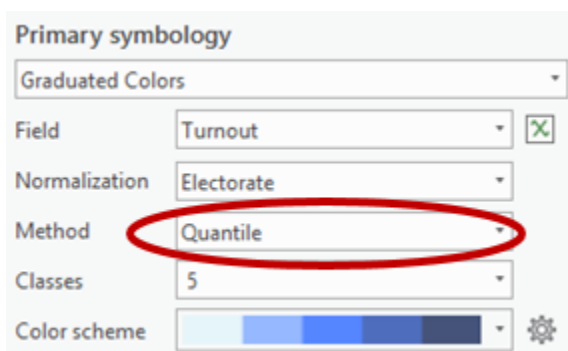 Primary symbology
Graduated Colors
Field Turnout
Normalization Electorate
Method Quantile
Classes 5
Color scheme